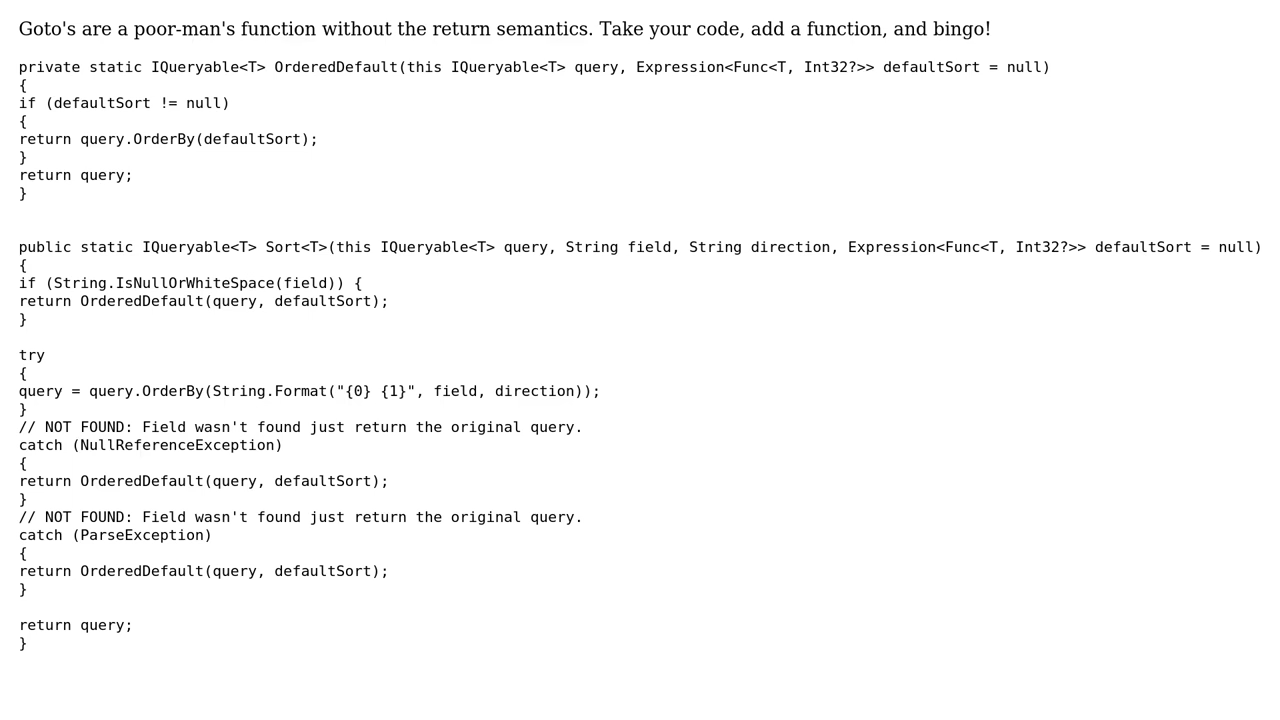 Goto's are a poor-man's function without the return semantics. Take your code, add a function, and bingo!
private static IQueryable<T> OrderedDefault(this IQueryable<T> query, Expression<Func<T, Int32?>> defaultSort = null)
{
if (defaultSort != null)
{
return query.OrderBy(defaultSort);
}
return query;
}
public static IQueryable<T> Sort<T>(this IQueryable<T> query, String field, String direction, Expression<Func<T, Int32?>> defaultSort = null)
{
if (String.IsNullOrWhiteSpace(field)) {
return OrderedDefault(query, defaultSort);
}
try
{
query = query.OrderBy(String.Format("{0} {1}", field, direction));
}
// NOT FOUND: Field wasn't found just return the original query.
catch (NullReferenceException)
{
return OrderedDefault(query, defaultSort);
}
// NOT FOUND: Field wasn't found just return the original query.
catch (ParseException)
{
return OrderedDefault(query, defaultSort);
}
return query;
}